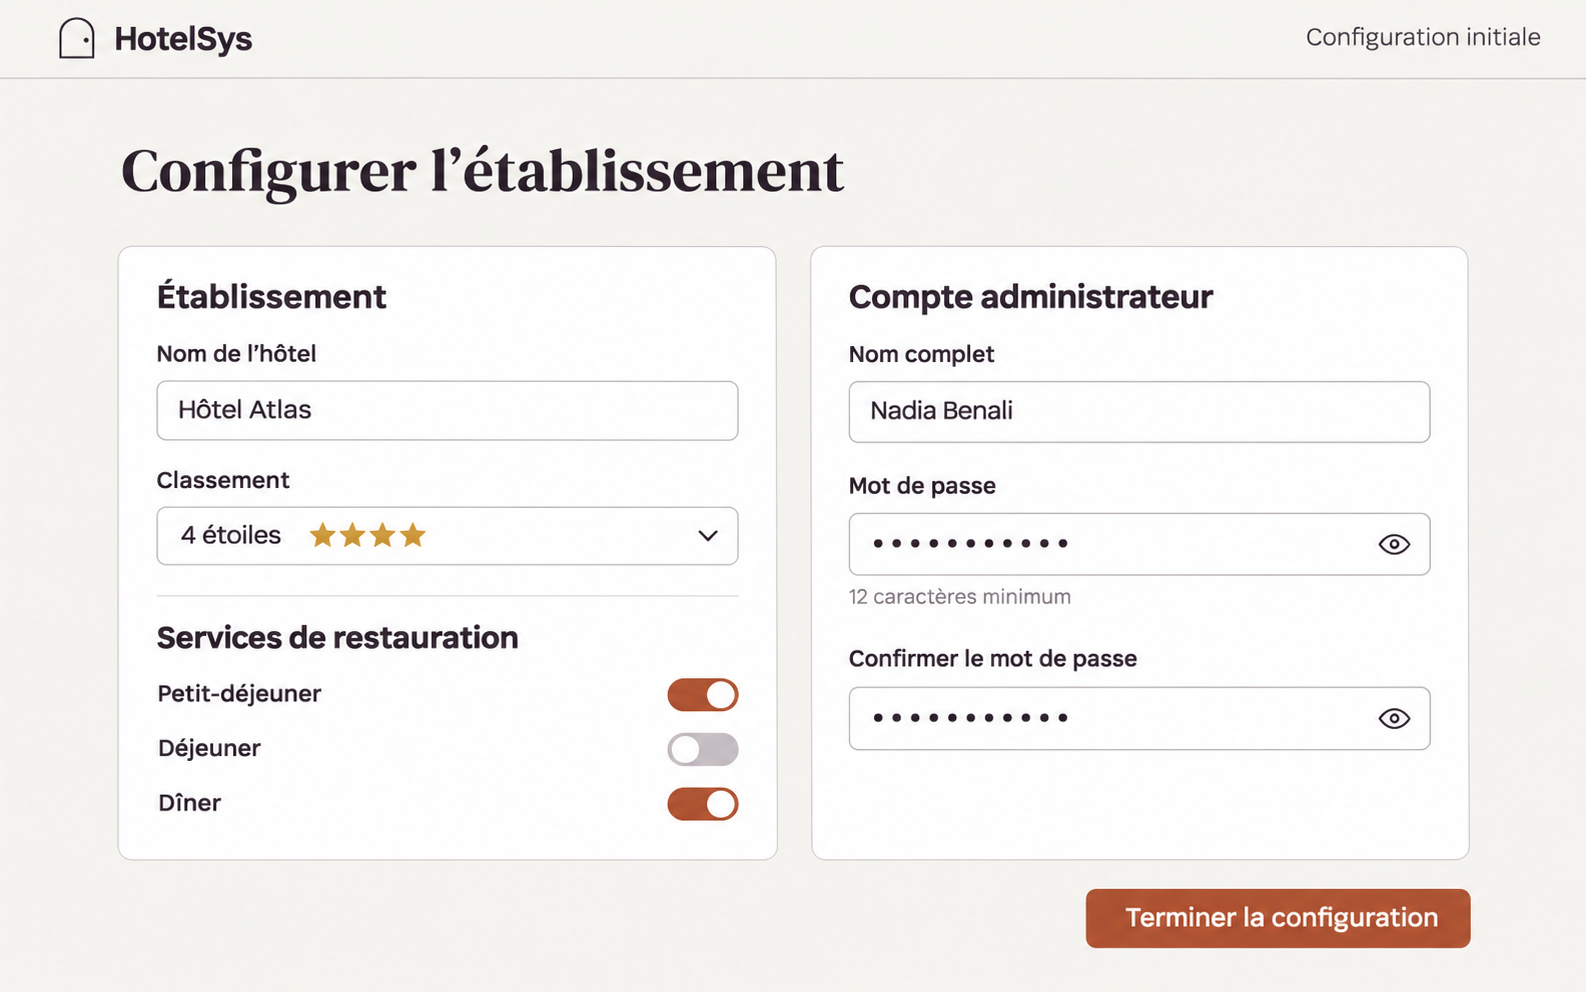 HotelSys
Configuration initiale
Configurer l’établissement
Établissement
Nom de l’hôtel
Hôtel Atlas
Classement
4 étoiles ★★★★
Services de restauration
Petit-déjeuner
Déjeuner
Dîner
Compte administrateur
Nom complet
Nadia Benali
Mot de passe
•••••••••••
12 caractères minimum
Confirmer le mot de passe
•••••••••••
Terminer la configuration